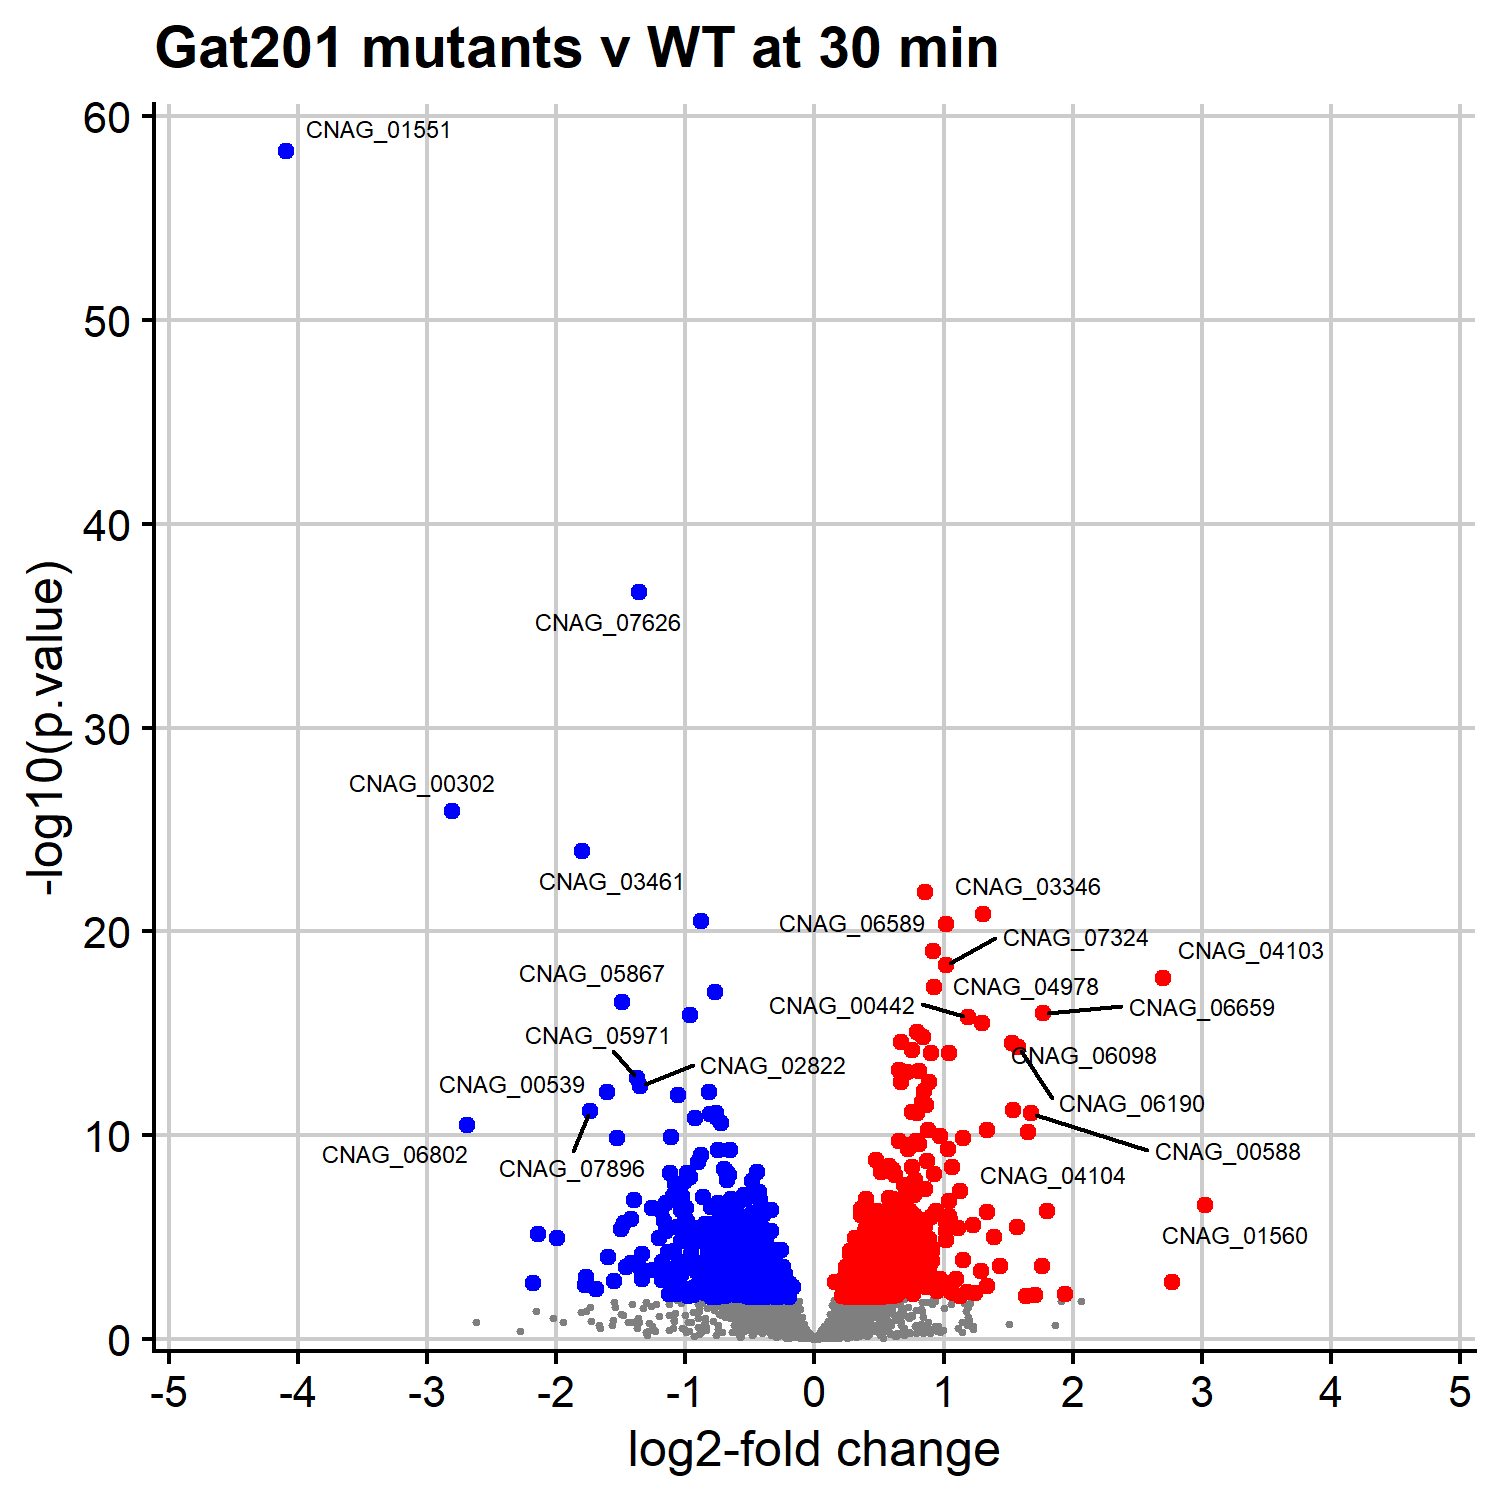 Gat201 mutants v WT at 30 min
60
50
40
30
20
10
0
-log10(p.value)
CNAG_01551
CNAG_07626
CNAG_00302
CNAG_03461
CNAG_03346
CNAG_06589
CNAG_07324
CNAG_04103
CNAG_05867
CNAG_04978
CNAG_00442
CNAG_06659
CNAG_05971
CNAG_06098
CNAG_02822
CNAG_00539
CNAG_06190
CNAG_06802
CNAG_00588
CNAG_07896
CNAG_04104
CNAG_01560
-5 -4 -3 -2 -1 0 1 2 3 4 5
log2-fold change